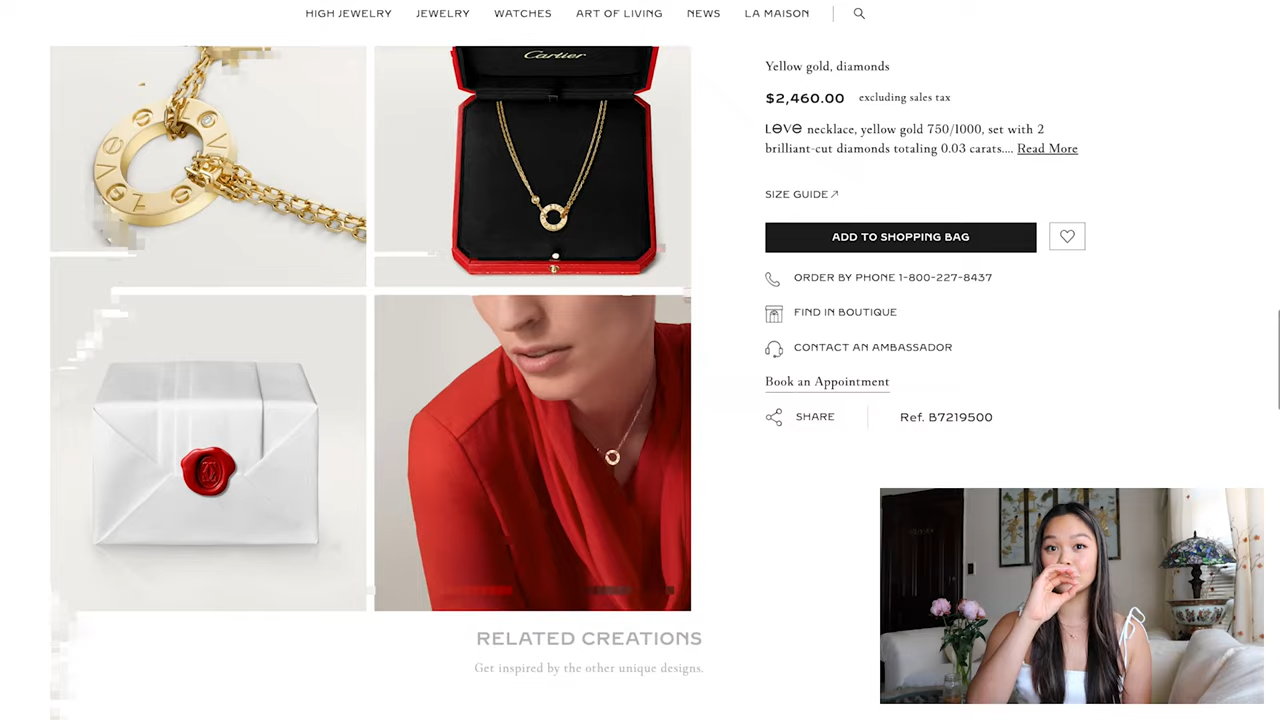 HIGH JEWELRY JEWELRY WATCHES ART OF LIVING NEWS LA MAISON
Cartier
Yellow gold, diamonds
$2,460.00 excluding sales tax
LOVE necklace, yellow gold 750/1000, set with 2
brilliant-cut diamonds totaling 0.03 carats.... Read More
SIZE GUIDE↗
ADD TO SHOPPING BAG
ORDER BY PHONE 1-800-227-8437
FIND IN BOUTIQUE
CONTACT AN AMBASSADOR
Book an Appointment
SHARE Ref. B7219500
RELATED CREATIONS
Get inspired by the other unique designs.